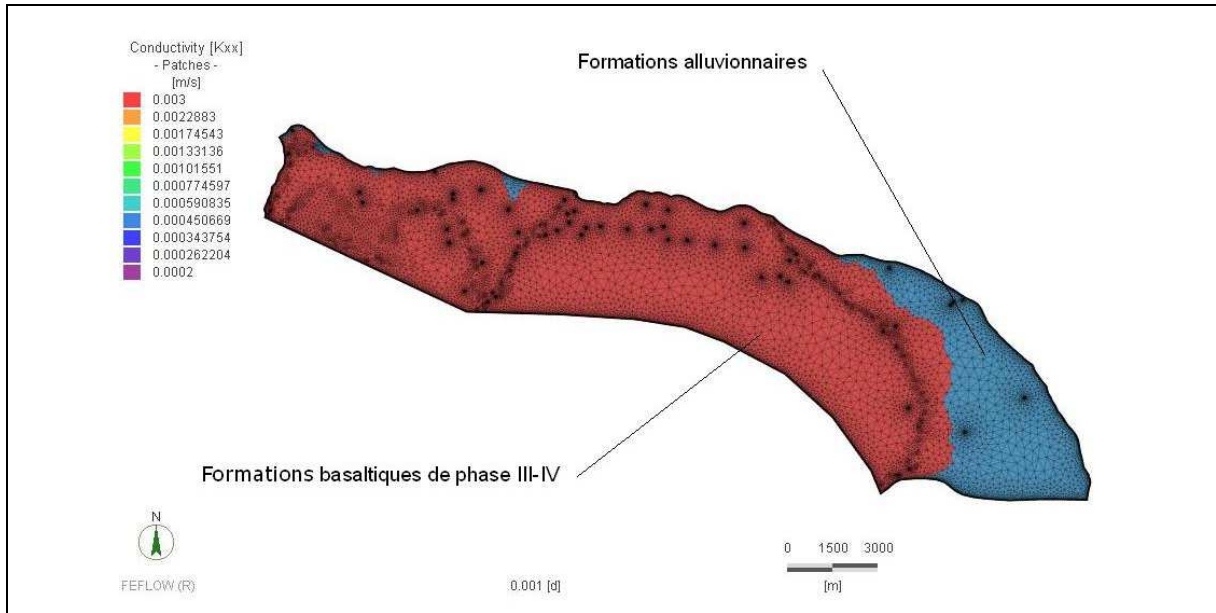 Conductivity [Kxx]
- Patches -
[m/s]
0.003
0.0022883
0.00174543
0.00133136
0.00101551
0.000774597
0.000590835
0.000450669
0.000343754
0.000262204
0.0002
Formations alluvionnaires
Formations basaltiques de phase III-IV
N
FEFLOW (R)
0.001 [d]
0 1500 3000
[m]